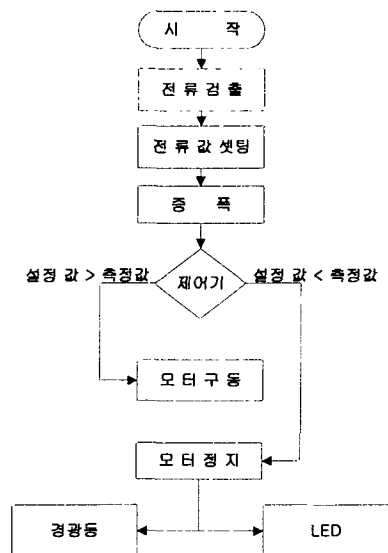 시 작
전 류 검 출
전 류 값 셋팅
증 폭
설정 값 > 측정값
제어기
설정 값 < 측정값
모 터 구 동
모 터 정 지
경광등
LED